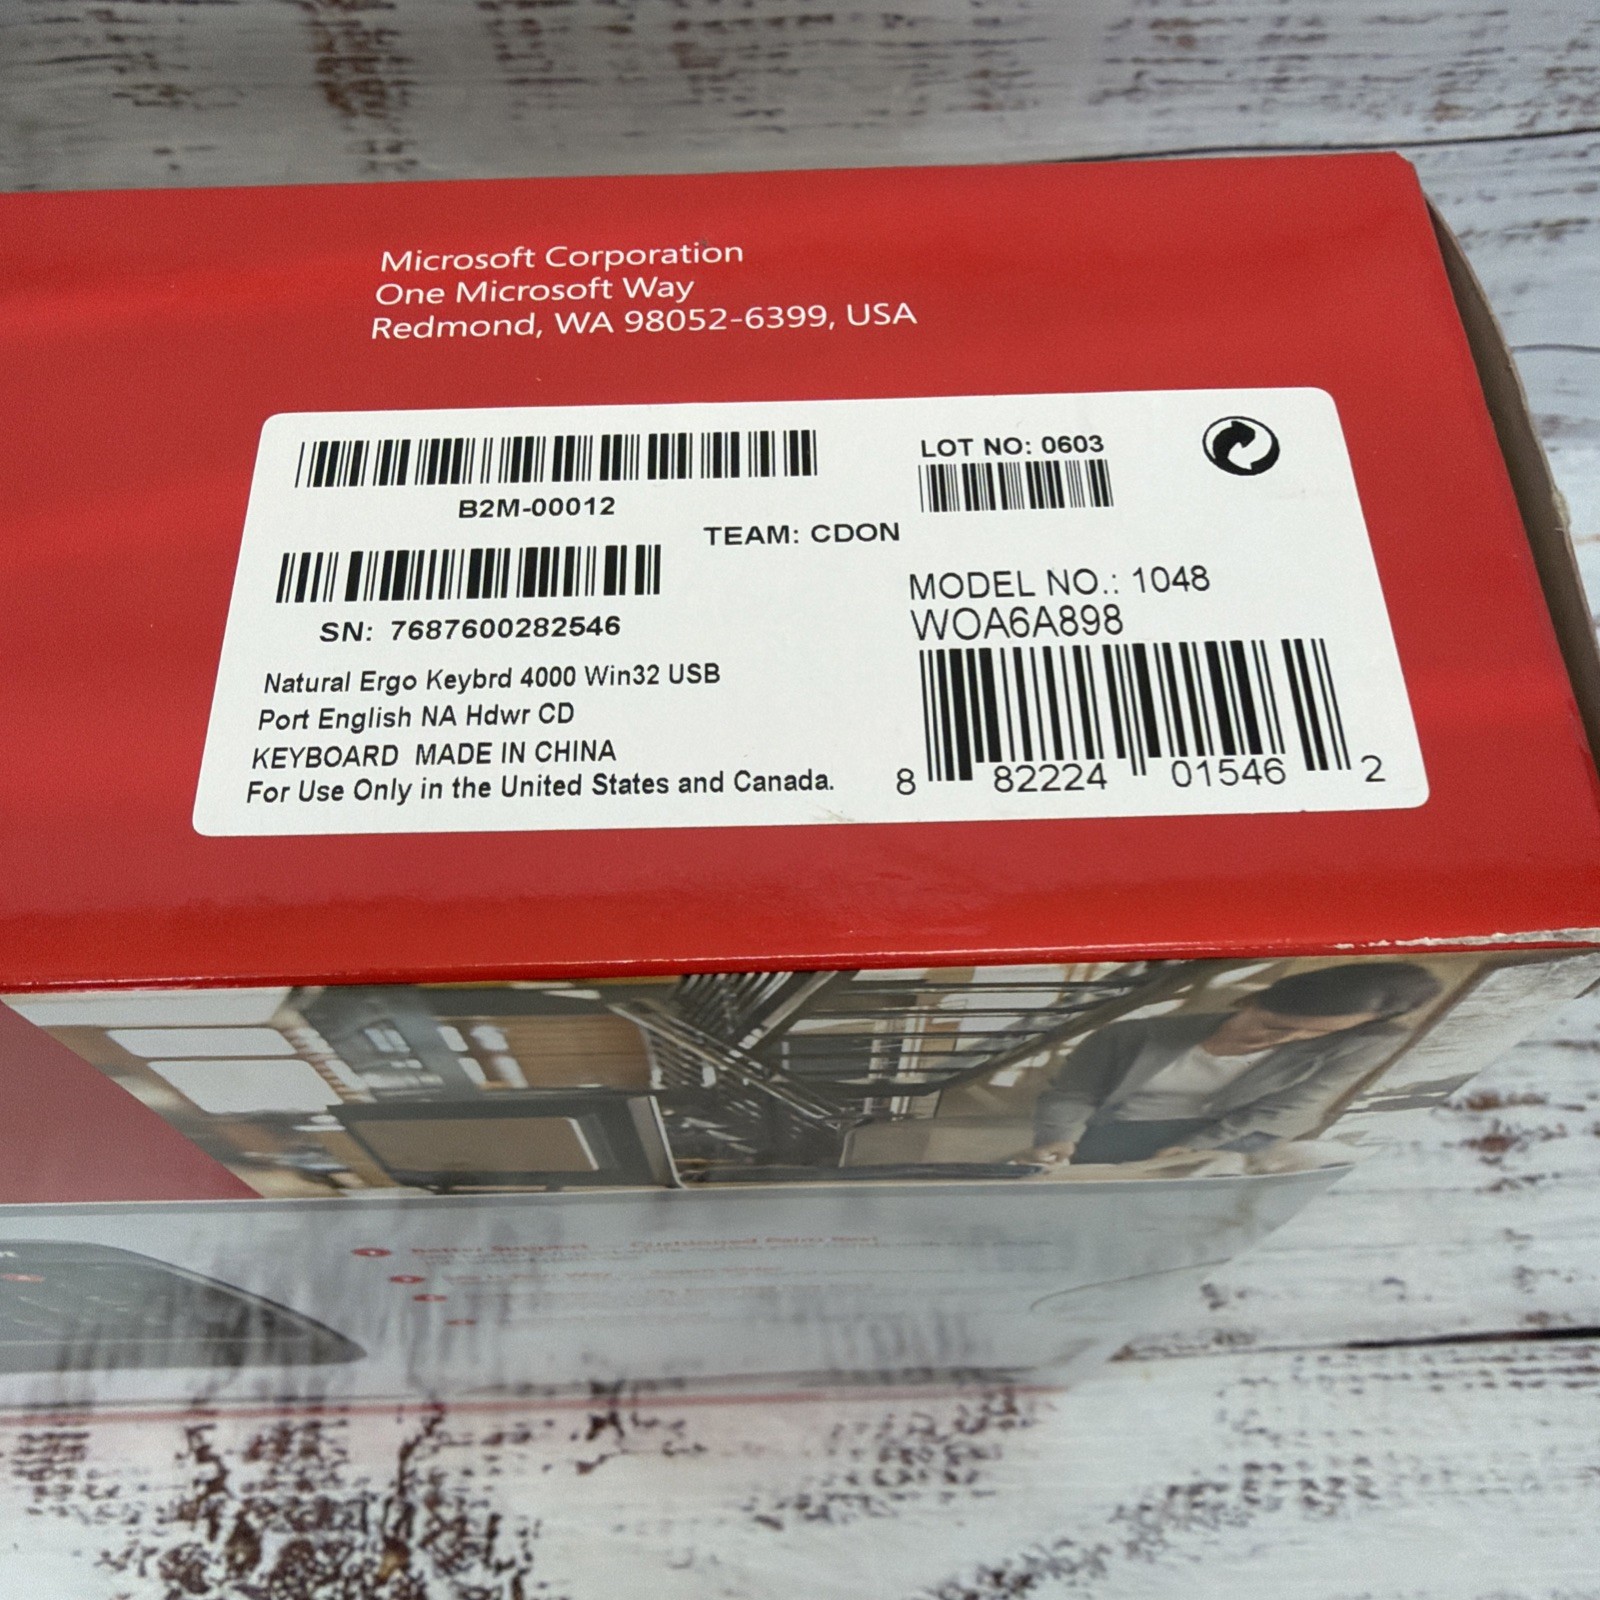 Microsoft Corporation
One Microsoft Way
Redmond, WA 98052-6399, USA
B2M-00012
LOT NO: 0603
TEAM: CDON
SN: 7687600282546
MODEL NO.: 1048
WOA6A898
Natural Ergo Keybrd 4000 Win32 USB
Port English NA Hdwr CD
KEYBOARD MADE IN CHINA
For Use Only in the United States and Canada.
8 82224 01546 2